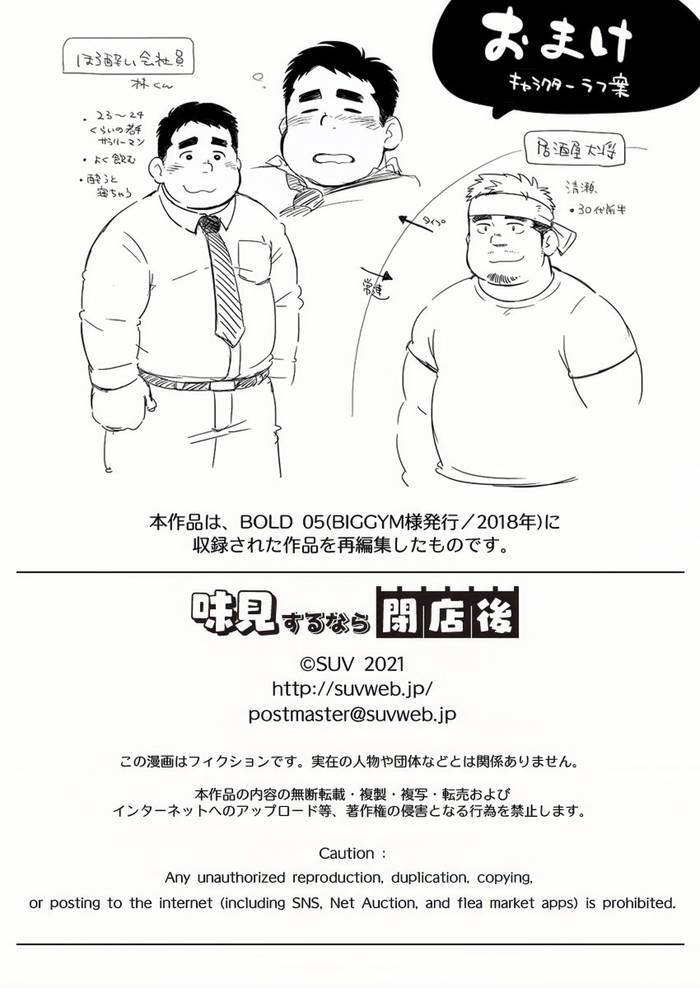 おまけ
キャラクターラフ案
ほろ酔い会社員
林くん
・23〜24
くらいの若手
サラリーマン
・よく飲む
・酔うと
寝ちゃう
居酒屋大将
清瀬
・30代前半
タイプ
常連
本作品は、BOLD 05(BIGGYM様発行／2018年)に
収録された作品を再編集したものです。
味見するなら閉店後
©SUV 2021
http://suvweb.jp/
postmaster@suvweb.jp
この漫画はフィクションです。実在の人物や団体などとは関係ありません。
本作品の内容の無断転載・複製・複写・転売および
インターネットへのアップロード等、著作権の侵害となる行為を禁止します。
Caution :
Any unauthorized reproduction, duplication, copying,
or posting to the internet (including SNS, Net Auction, and flea market apps) is prohibited.